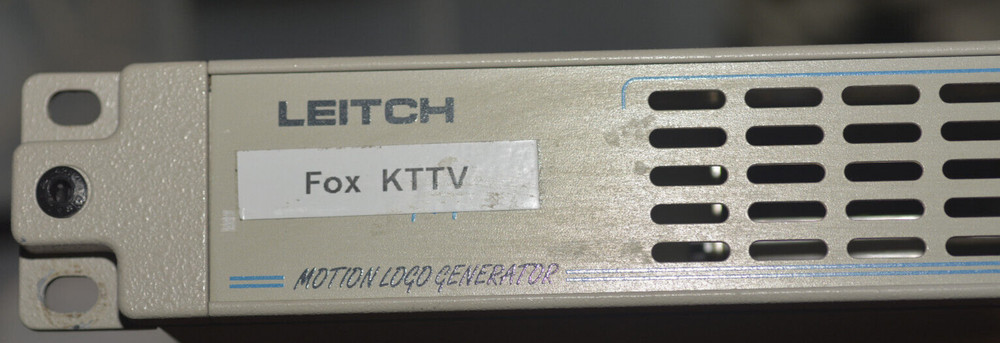 LEITCH
Fox KTTV
MOTION LOGO GENERATOR